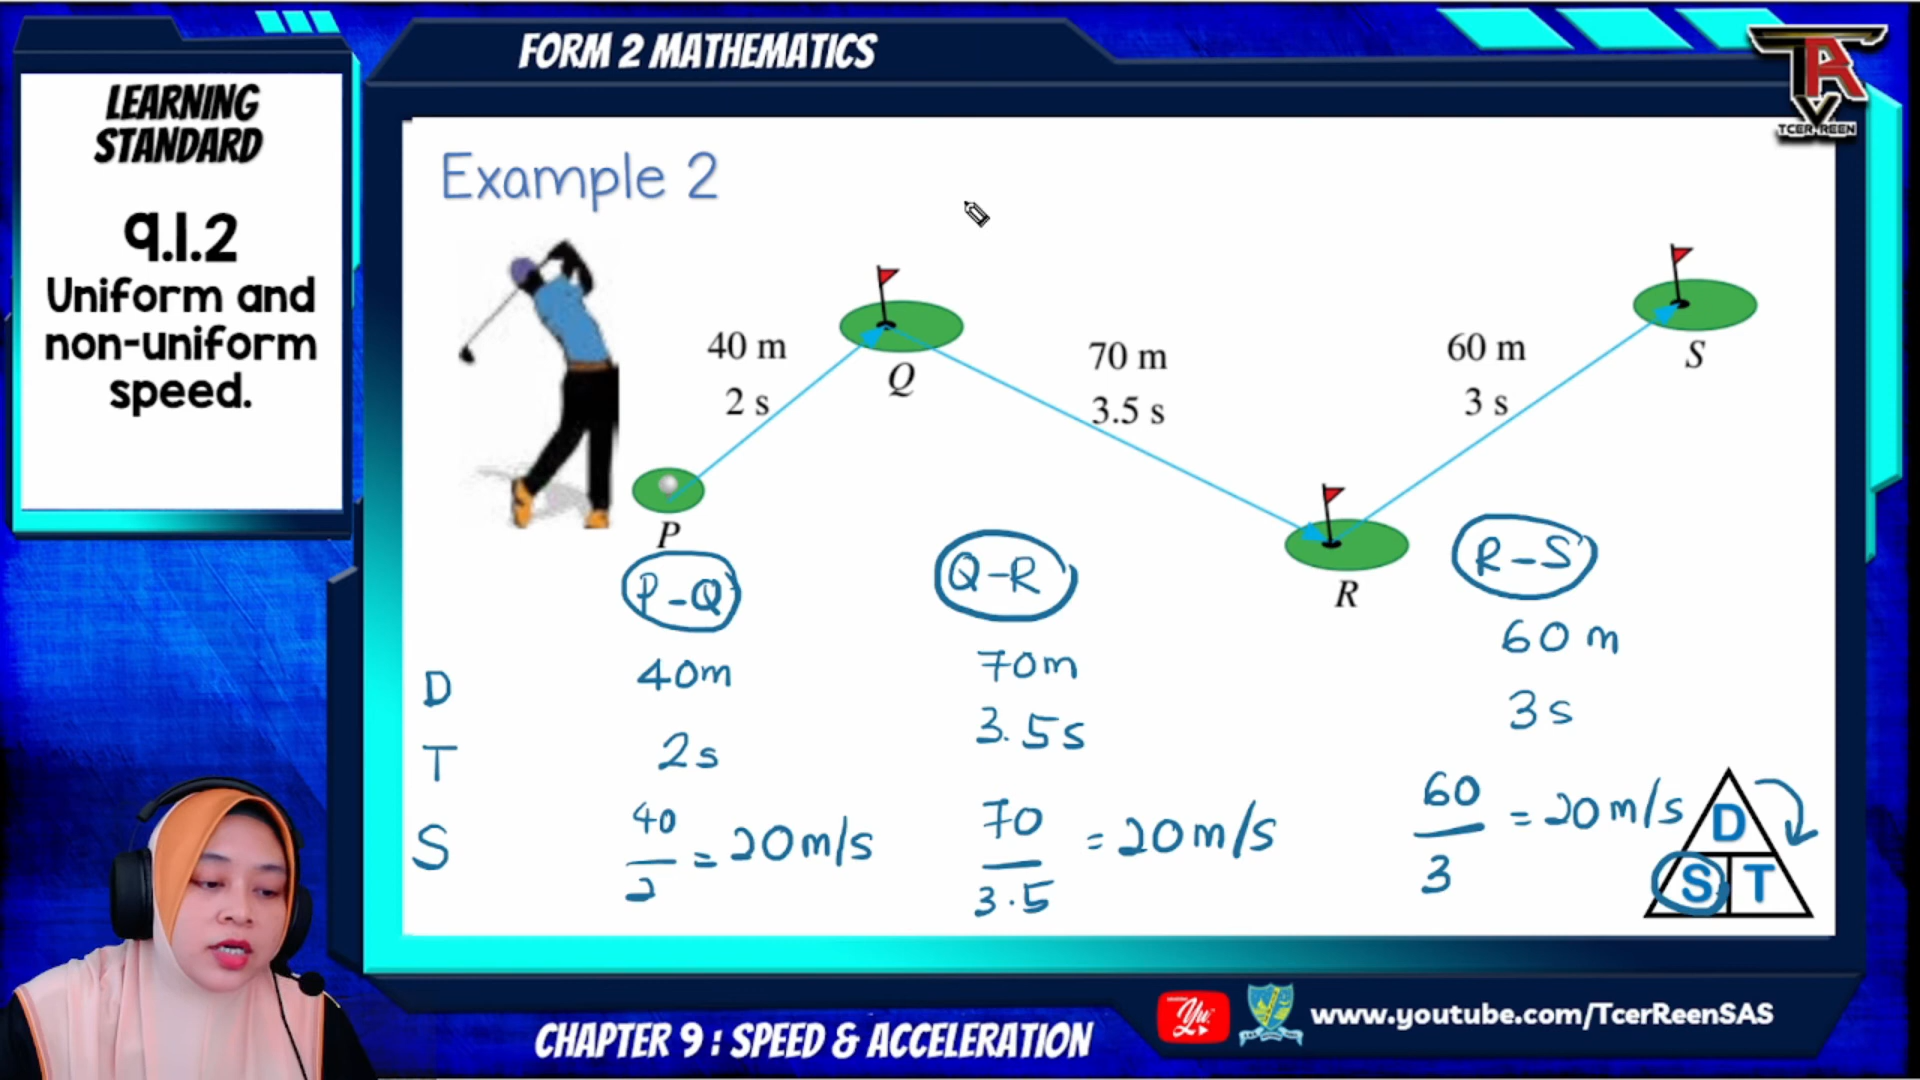 FORM 2 MATHEMATICS
TCER REEN
LEARNING
STANDARD
9.1.2
Uniform and
non-uniform
speed.
Example 2
40 m
2 s
70 m
3.5 s
60 m
3 s
P
Q
R
S
P-Q
Q-R
R-S
D
40m
70m
60 m
T
2s
3.5s
3s
S
40
2
= 20m/s
70
3.5
= 20m/s
60
3
= 20m/s
D
S T
CHAPTER 9 : SPEED & ACCELERATION
www.youtube.com/TcerReenSAS